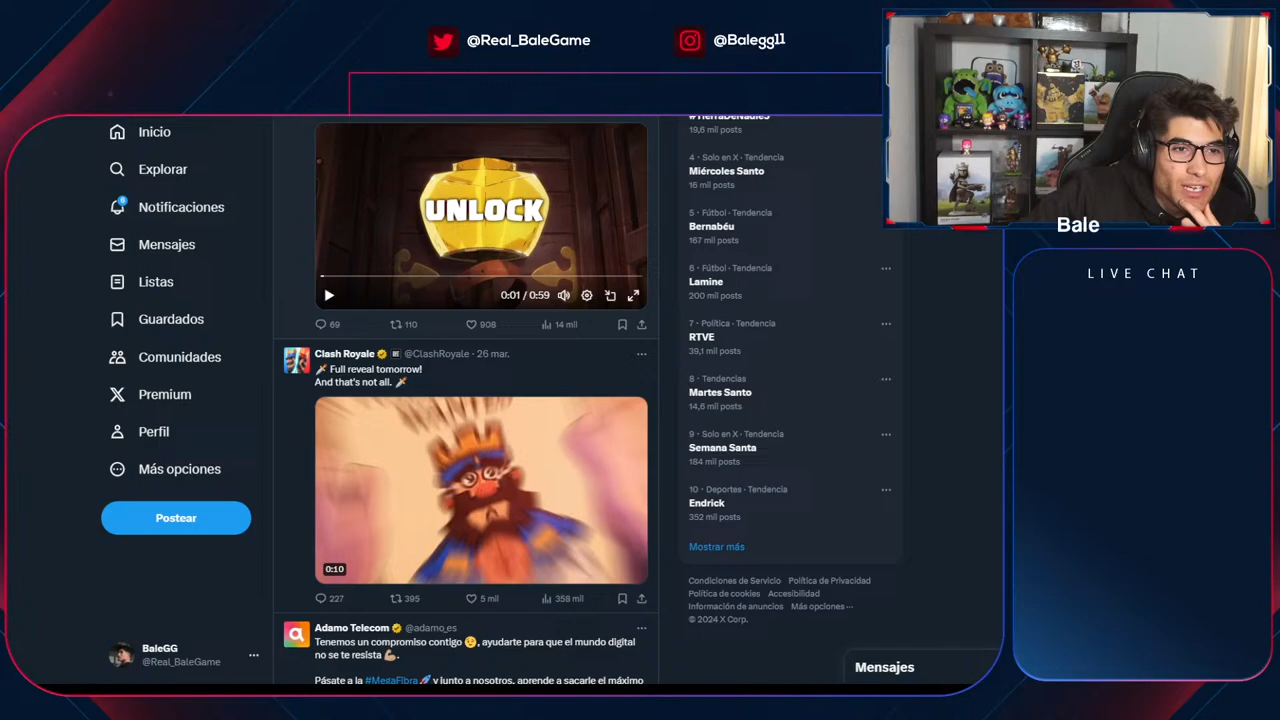 @Real_BaleGame
@Balegg11
Bale
LIVE CHAT
Inicio
Explorar
6
Notificaciones
Mensajes
Listas
Guardados
Comunidades
Premium
Perfil
Más opciones
Postear
BaleGG
@Real_BaleGame
UNLOCK
0:01 / 0:59
69 110 908 14 mil
Clash Royale @ClashRoyale · 26 mar.
Full reveal tomorrow!
And that's not all.
0:10
227 395 5 mil 358 mil
Adamo Telecom @adamo_es
Tenemos un compromiso contigo, ayudarte para que el mundo digital
no se te resista.
Pásate a la #MegaFibra y junto a nosotros, aprende a sacarle el máximo
#TierraDeNadie5
19,6 mil posts
4 · Solo en X · Tendencia
Miércoles Santo
16 mil posts
5 · Fútbol · Tendencia
Bernabéu
167 mil posts
6 · Fútbol · Tendencia
Lamine
200 mil posts
7 · Política · Tendencia
RTVE
39,1 mil posts
8 · Tendencias
Martes Santo
14,6 mil posts
9 · Solo en X · Tendencia
Semana Santa
184 mil posts
10 · Deportes · Tendencia
Endrick
352 mil posts
Mostrar más
Condiciones de Servicio Política de Privacidad
Política de cookies Accesibilidad
Información de anuncios Más opciones ···
© 2024 X Corp.
Mensajes